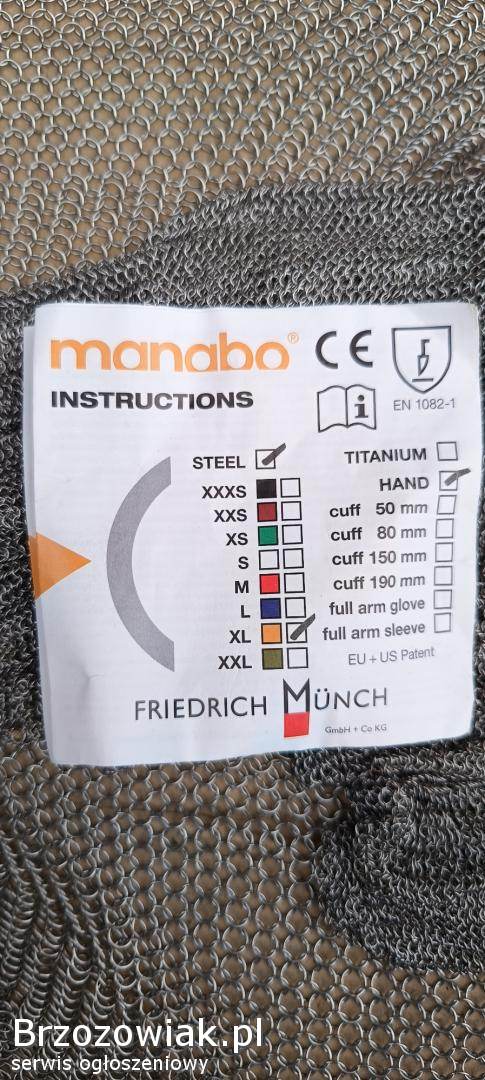 manabo® CE
INSTRUCTIONS
i
EN 1082-1
STEEL
XXXS
XXS
XS
S
M
L
XL
XXL
TITANIUM
HAND
cuff 50 mm
cuff 80 mm
cuff 150 mm
cuff 190 mm
full arm glove
full arm sleeve
EU + US Patent
FRIEDRICH MÜNCH
GmbH + Co KG
Brzozowiak.pl
serwis ogłoszeniowy